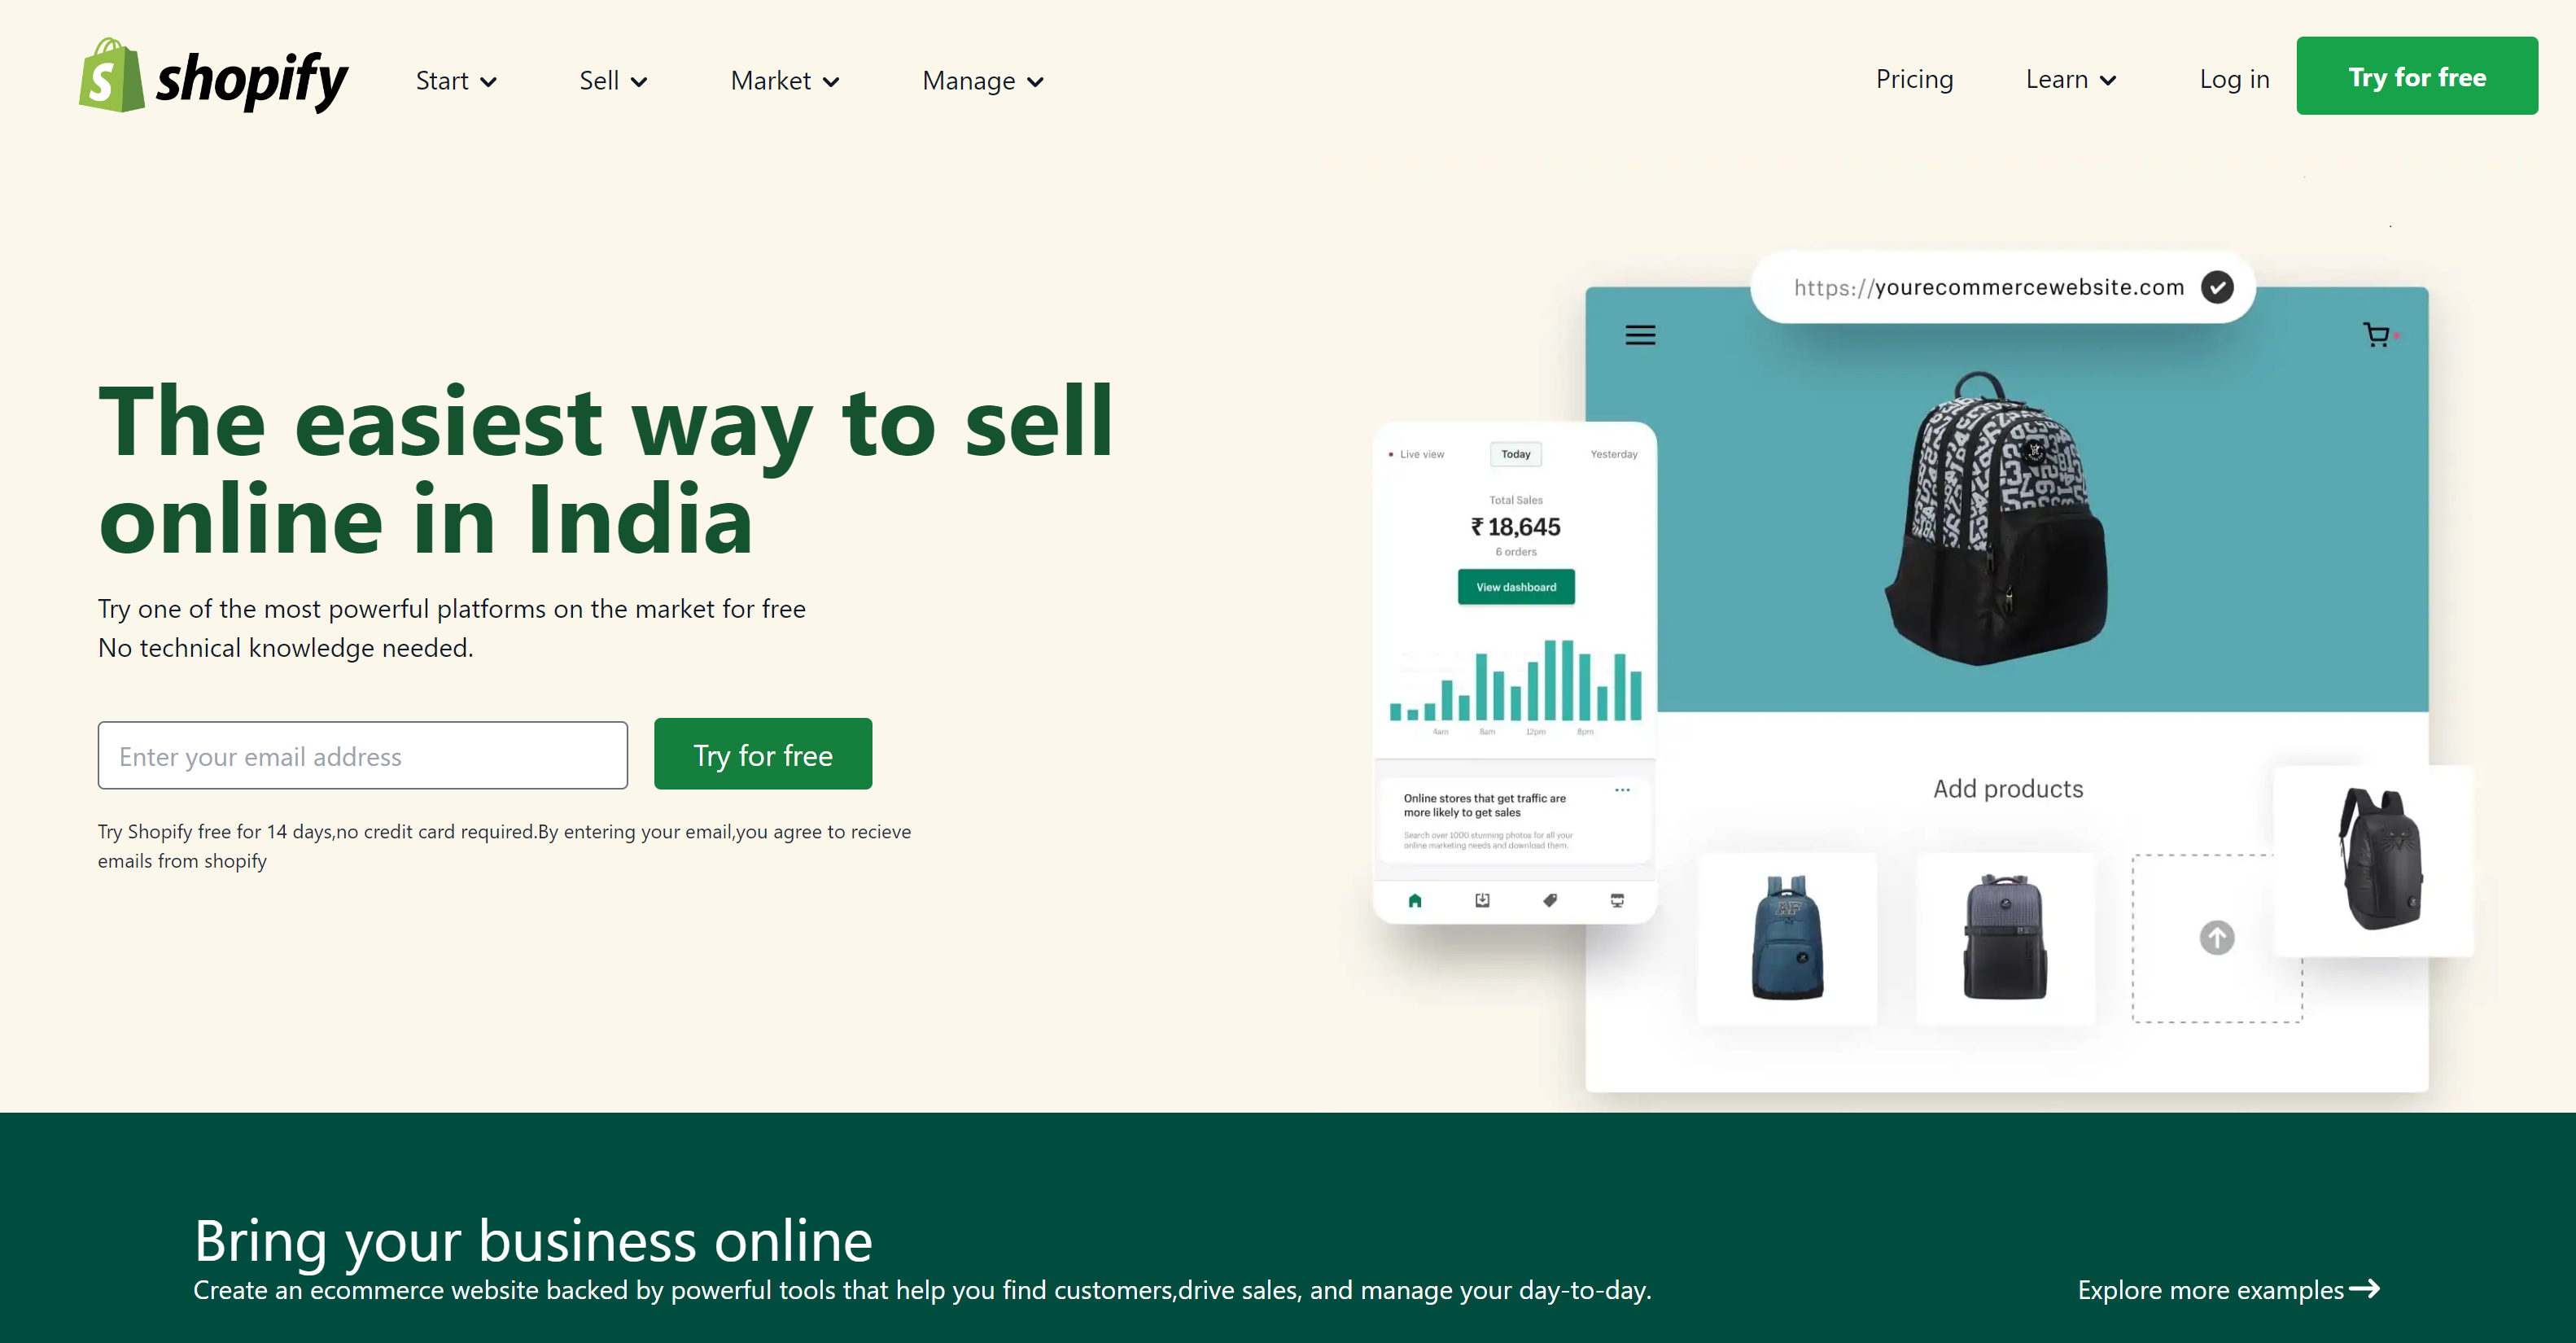 shopify
Start
Sell
Market
Manage
Pricing
Learn
Log in
Try for free
The easiest way to sell
online in India
Try one of the most powerful platforms on the market for free
No technical knowledge needed.
Enter your email address
Try for free
Try Shopify free for 14 days,no credit card required.By entering your email,you agree to recieve
emails from shopify
https://yourecommercewebsite.com
Live view
Today
Yesterday
Total Sales
₹ 18,645
6 orders
View dashboard
4am 8am 12pm 8pm
Online stores that get traffic are
more likely to get sales
Search over 1000 stunning photos for all your
online marketing needs and download them.
Add products
AF
Bring your business online
Create an ecommerce website backed by powerful tools that help you find customers,drive sales, and manage your day-to-day.
Explore more examples